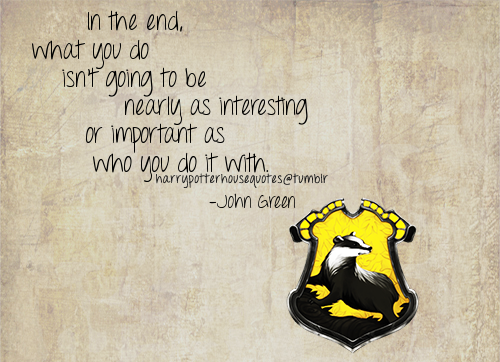 In the end,
what you do
isn't going to be
nearly as interesting
or important as
who you do it with.
harrypotterhousequotes@tumblr
-John Green